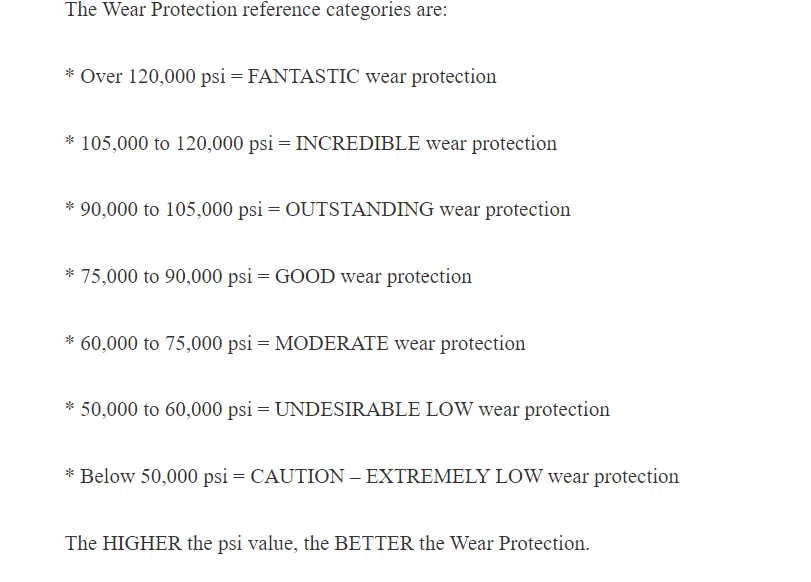 The Wear Protection reference categories are:
* Over 120,000 psi = FANTASTIC wear protection
* 105,000 to 120,000 psi = INCREDIBLE wear protection
* 90,000 to 105,000 psi = OUTSTANDING wear protection
* 75,000 to 90,000 psi = GOOD wear protection
* 60,000 to 75,000 psi = MODERATE wear protection
* 50,000 to 60,000 psi = UNDESIRABLE LOW wear protection
* Below 50,000 psi = CAUTION – EXTREMELY LOW wear protection
The HIGHER the psi value, the BETTER the Wear Protection.